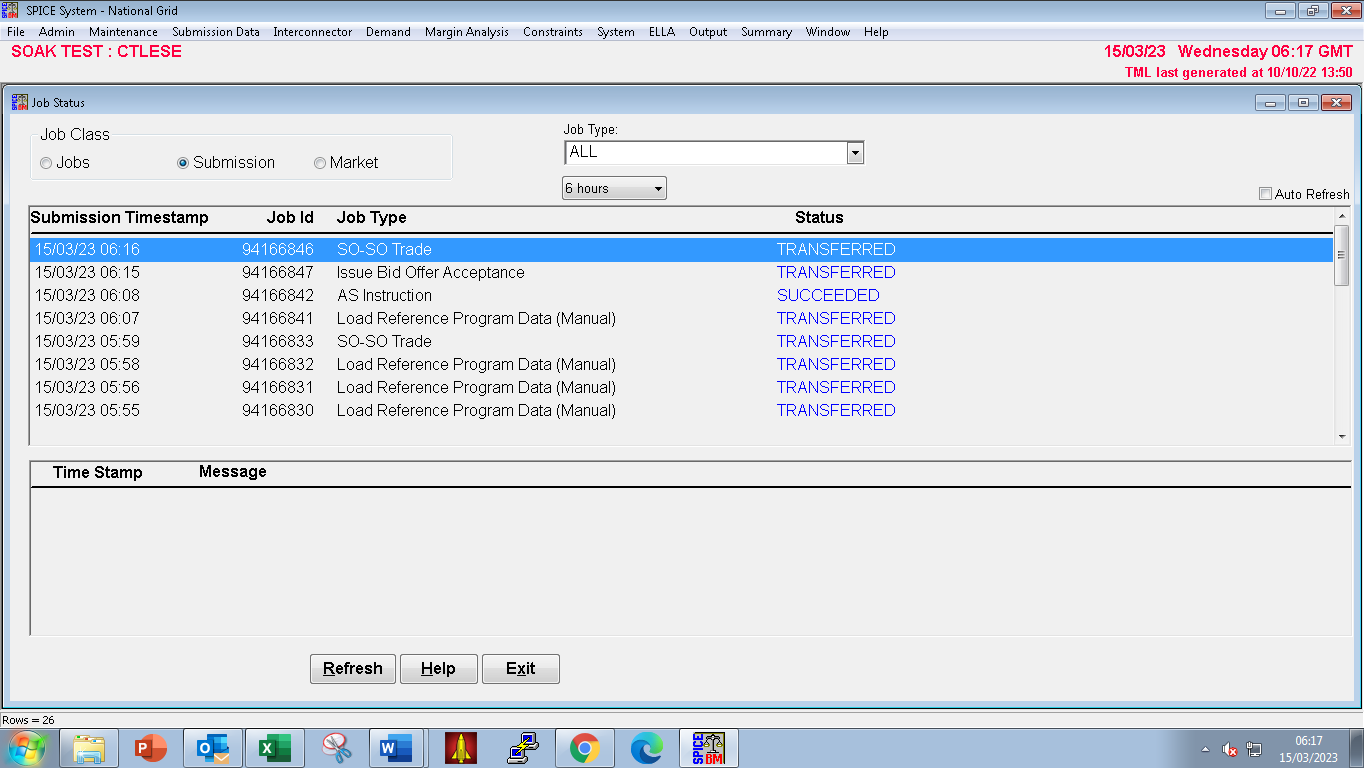 SPICE System - National Grid
File Admin Maintenance Submission Data Interconnector Demand Margin Analysis Constraints System ELLA Output Summary Window Help
SOAK TEST : CTLESE 15/03/23 Wednesday 06:17 GMT
TML last generated at 10/10/22 13:50
Job Status
Job Class
Jobs Submission Market
Job Type:
ALL
6 hours
Auto Refresh
Submission Timestamp Job Id Job Type Status
15/03/23 06:16 94166846 SO-SO Trade TRANSFERRED
15/03/23 06:15 94166847 Issue Bid Offer Acceptance TRANSFERRED
15/03/23 06:08 94166842 AS Instruction SUCCEEDED
15/03/23 06:07 94166841 Load Reference Program Data (Manual) TRANSFERRED
15/03/23 05:59 94166833 SO-SO Trade TRANSFERRED
15/03/23 05:58 94166832 Load Reference Program Data (Manual) TRANSFERRED
15/03/23 05:56 94166831 Load Reference Program Data (Manual) TRANSFERRED
15/03/23 05:55 94166830 Load Reference Program Data (Manual) TRANSFERRED
Time Stamp Message
Refresh Help Exit
Rows = 26
SPICE BM
06:17
15/03/2023